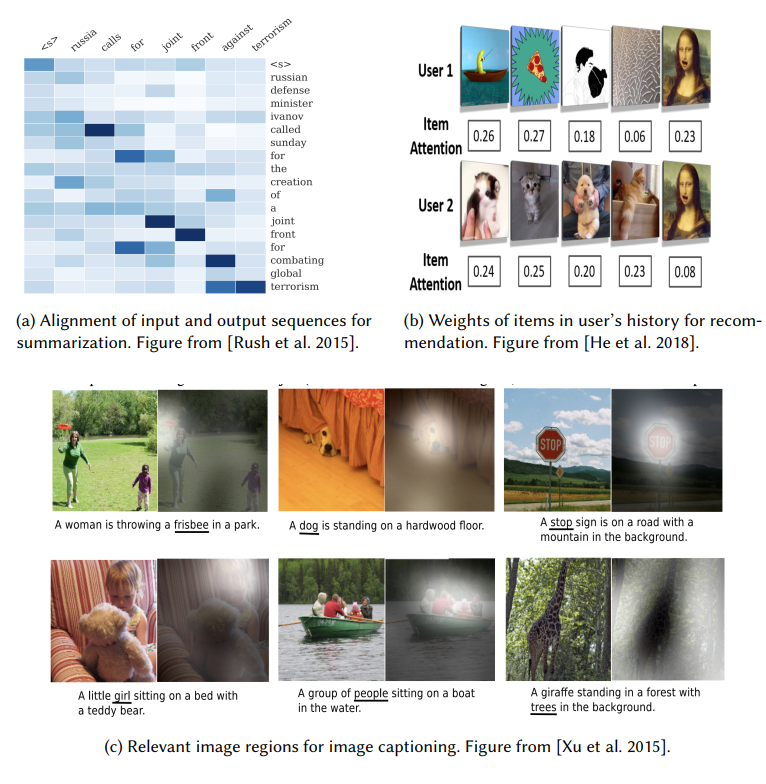 <s> russia calls for joint front against terrorism
<s>
russian
defense
minister
ivanov
called
sunday
for
the
creation
of
a
joint
front
for
combating
global
terrorism
(a) Alignment of input and output sequences for
summarization. Figure from [Rush et al. 2015].
User 1
Item
Attention
0.26 0.27 0.18 0.06 0.23
User 2
Item
Attention
0.24 0.25 0.20 0.23 0.08
(b) Weights of items in user's history for recom-
mendation. Figure from [He et al. 2018].
STOP STOP
A woman is throwing a frisbee in a park.
A dog is standing on a hardwood floor.
A stop sign is on a road with a
mountain in the background.
A little girl sitting on a bed with
a teddy bear.
A group of people sitting on a boat
in the water.
A giraffe standing in a forest with
trees in the background.
(c) Relevant image regions for image captioning. Figure from [Xu et al. 2015].